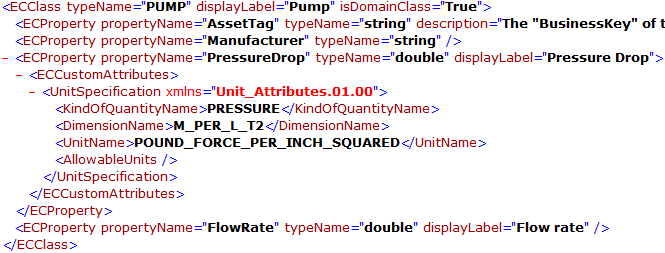 <ECClass typeName="PUMP" displayLabel="Pump" isDomainClass="True">
<ECProperty propertyName="AssetTag" typeName="string" description="The "BusinessKey" of t
<ECProperty propertyName="Manufacturer" typeName="string" />
- <ECProperty propertyName="PressureDrop" typeName="double" displayLabel="Pressure Drop">
- <ECCustomAttributes>
- <UnitSpecification xmlns="Unit_Attributes.01.00">
<KindOfQuantityName>PRESSURE</KindOfQuantityName>
<DimensionName>M_PER_L_T2</DimensionName>
<UnitName>POUND_FORCE_PER_INCH_SQUARED</UnitName>
<AllowableUnits />
</UnitSpecification>
</ECCustomAttributes>
</ECProperty>
<ECProperty propertyName="FlowRate" typeName="double" displayLabel="Flow rate" />
</ECClass>